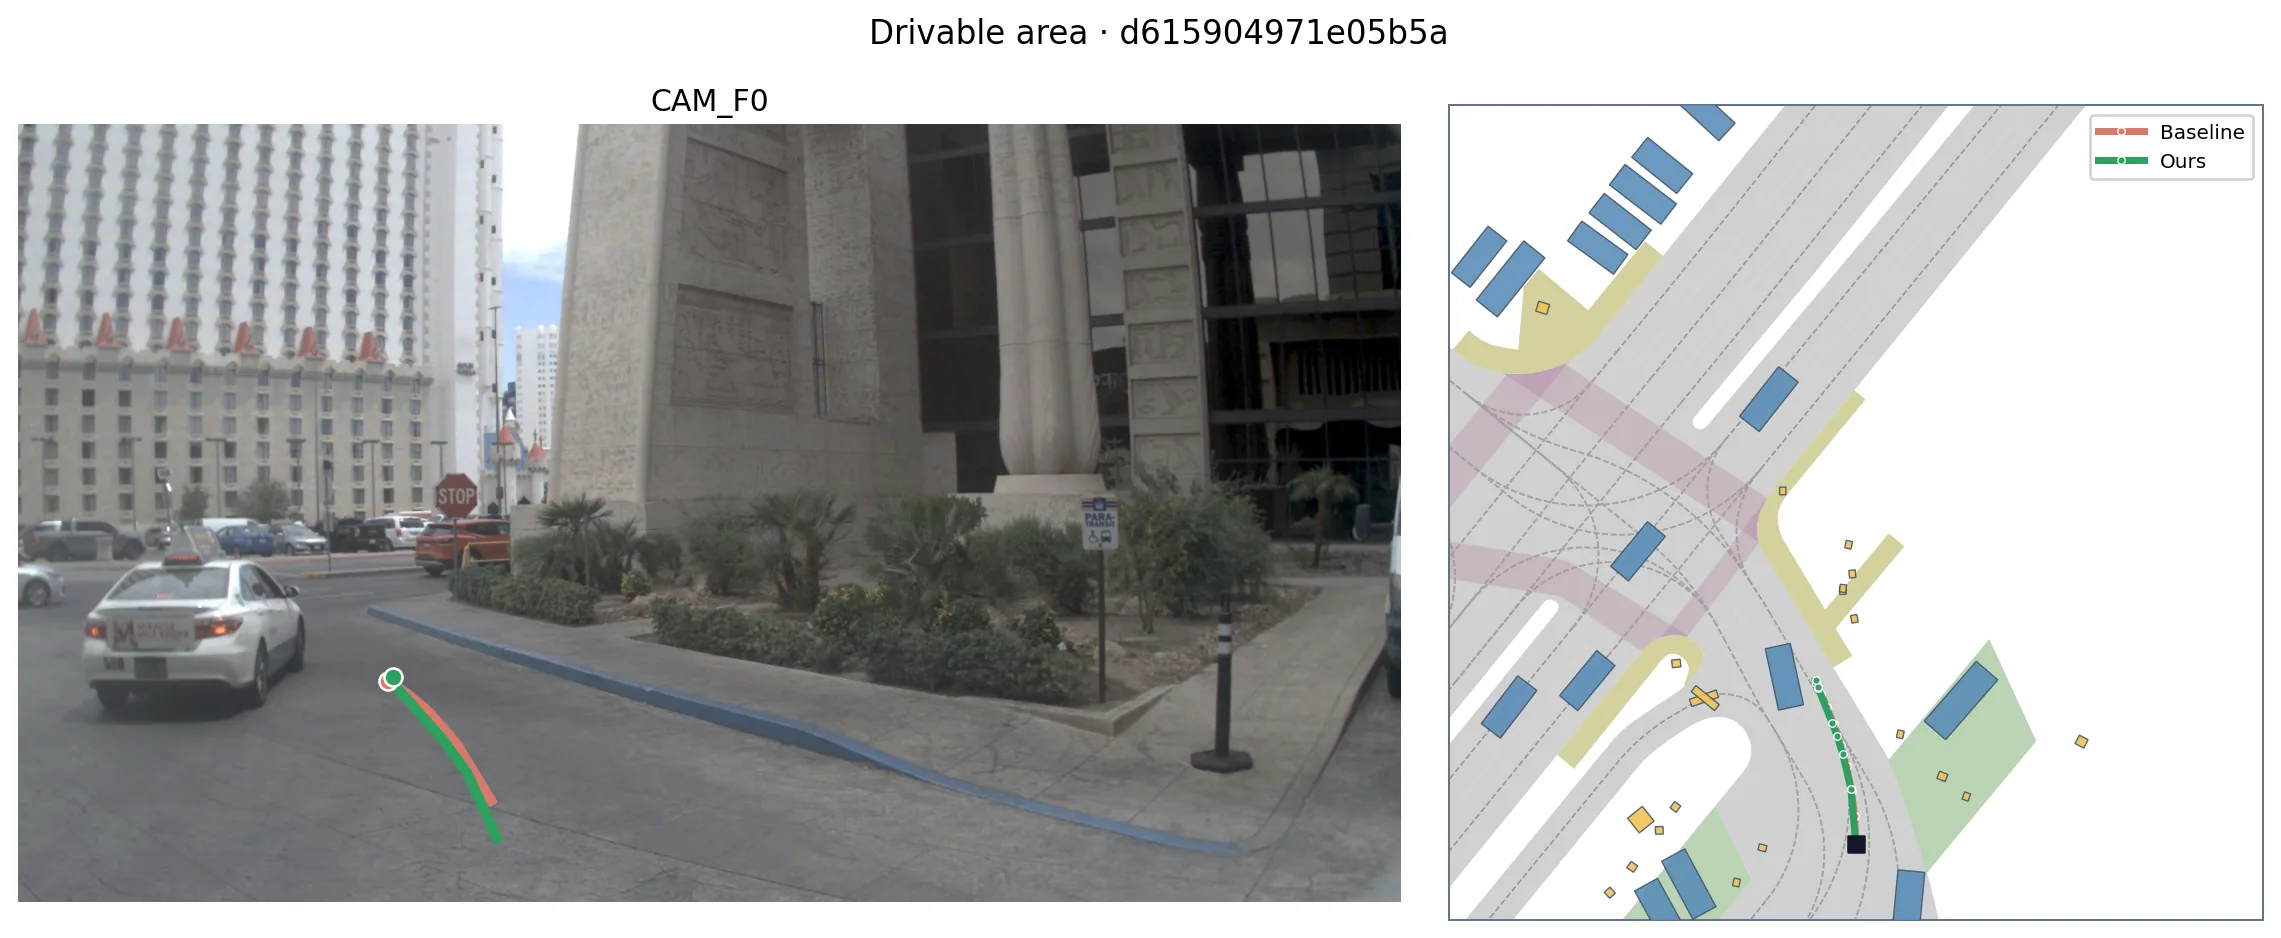 Drivable area · d615904971e05b5a
CAM_F0
Baseline
Ours
STOP
PARA-
TRANSIT